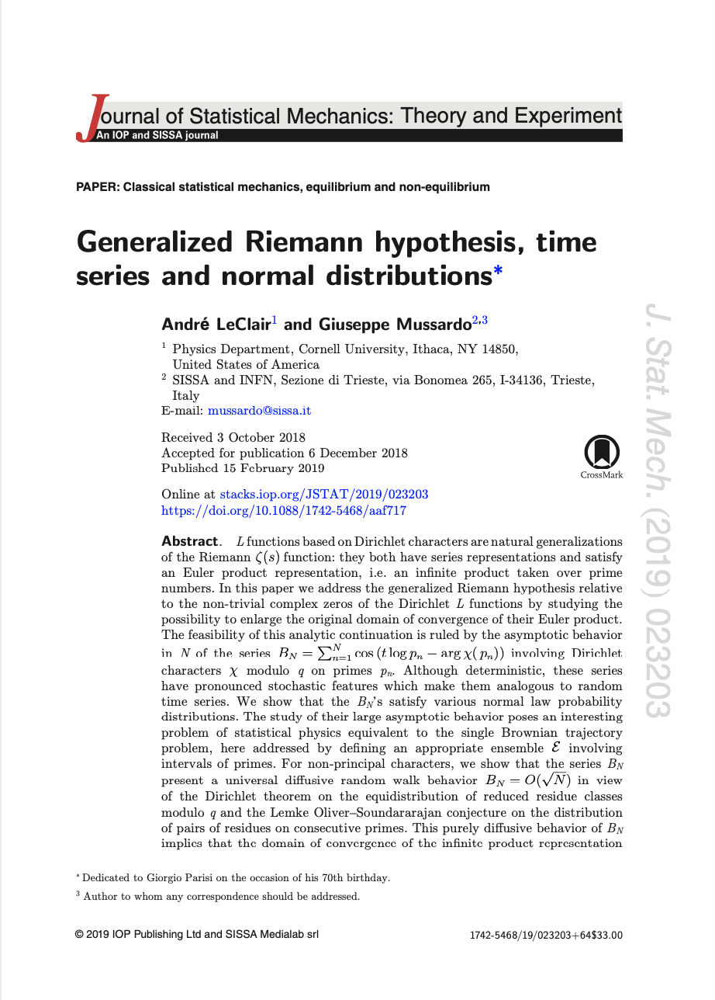 Journal of Statistical Mechanics: Theory and Experiment
An IOP and SISSA journal
PAPER: Classical statistical mechanics, equilibrium and non-equilibrium
Generalized Riemann hypothesis, time
series and normal distributions*
André LeClair1 and Giuseppe Mussardo2,3
1 Physics Department, Cornell University, Ithaca, NY 14850,
United States of America
2 SISSA and INFN, Sezione di Trieste, via Bonomea 265, I-34136, Trieste,
Italy
E-mail: mussardo@sissa.it
Received 3 October 2018
Accepted for publication 6 December 2018
Published 15 February 2019
CrossMark
Online at stacks.iop.org/JSTAT/2019/023203
https://doi.org/10.1088/1742-5468/aaf717
Abstract. L functions based on Dirichlet characters are natural generalizations
of the Riemann ζ(s) function: they both have series representations and satisfy
an Euler product representation, i.e. an infinite product taken over prime
numbers. In this paper we address the generalized Riemann hypothesis relative
to the non-trivial complex zeros of the Dirichlet L functions by studying the
possibility to enlarge the original domain of convergence of their Euler product.
The feasibility of this analytic continuation is ruled by the asymptotic behavior
in N of the series B_N = ∑_{n=1}^N cos (t log p_n − arg χ(p_n)) involving Dirichlet
characters χ modulo q on primes p_n. Although deterministic, these series
have pronounced stochastic features which make them analogous to random
time series. We show that the B_N's satisfy various normal law probability
distributions. The study of their large asymptotic behavior poses an interesting
problem of statistical physics equivalent to the single Brownian trajectory
problem, here addressed by defining an appropriate ensemble ℰ involving
intervals of primes. For non-principal characters, we show that the series B_N
present a universal diffusive random walk behavior B_N = O(√N) in view
of the Dirichlet theorem on the equidistribution of reduced residue classes
modulo q and the Lemke Oliver–Soundararajan conjecture on the distribution
of pairs of residues on consecutive primes. This purely diffusive behavior of B_N
implies that the domain of convergence of the infinite product representation
* Dedicated to Giorgio Parisi on the occasion of his 70th birthday.
3 Author to whom any correspondence should be addressed.
© 2019 IOP Publishing Ltd and SISSA Medialab srl
1742-5468/19/023203+64$33.00
J. Stat. Mech. (2019) 023203